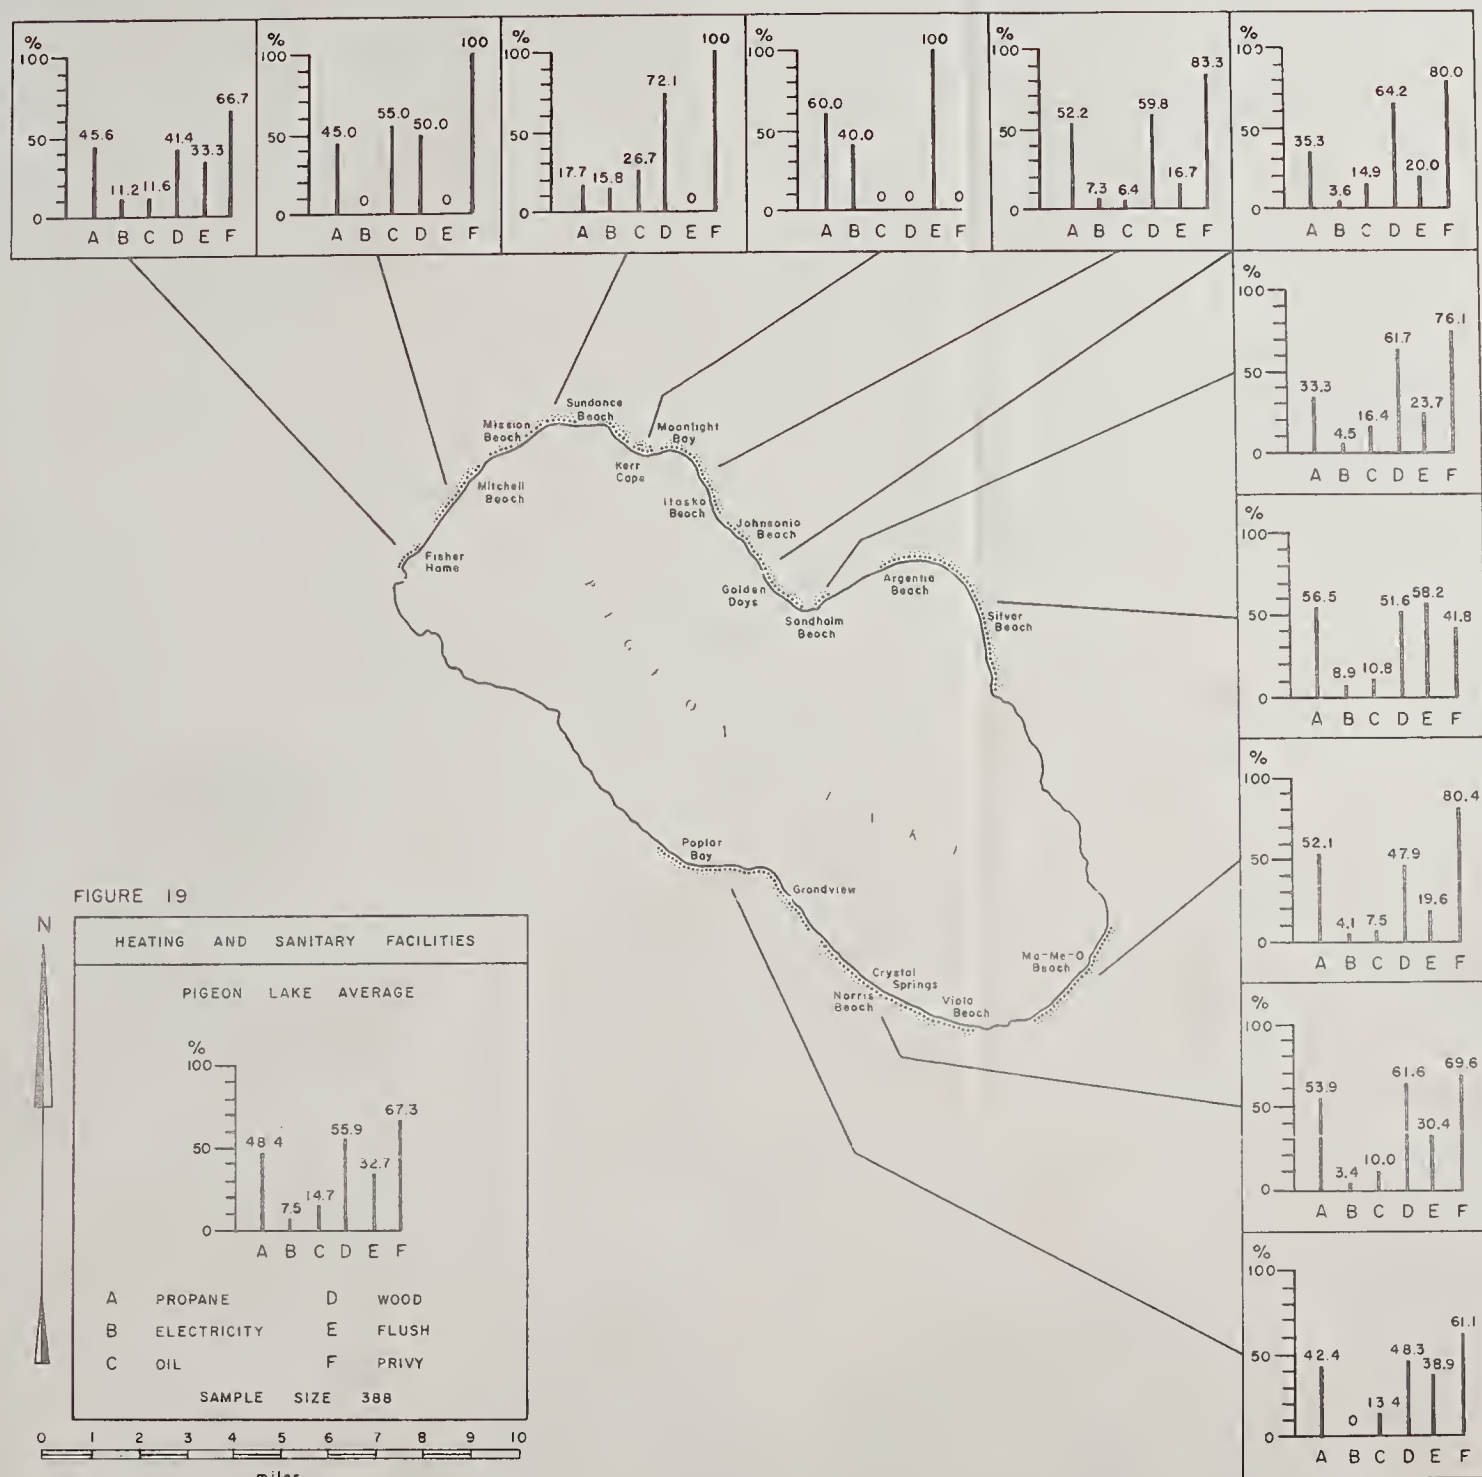 %
100
66.7
45.6
41.4
33.3
50
11.2 11.6
0
A B C D E F
%
100
100
55.0
50.0
45.0
50
0 0
0
A B C D E F
%
100
100
72.1
50
26.7
17.7 15.8
0
0
A B C D E F
%
100
100
60.0
40.0
50
0 0 0
0
A B C D E F
%
100
83.3
59.8
52.2
50
16.7
7.3 6.4
0
A B C D E F
%
100
80.0
64.2
50
35.3
20.0
14.9
3.6
0
A B C D E F
%
100
76.1
61.7
50
33.3
23.7
16.4
4.5
0
A B C D E F
%
100
56.5 51.6 58.2
50
41.8
8.9 10.8
0
A B C D E F
%
100
80.4
52.1
47.9
50
19.6
4.1 7.5
0
A B C D E F
%
100
69.6
61.6
53.9
50
30.4
10.0
3.4
0
A B C D E F
%
100
61.1
50
48.3
42.4
38.9
13 4
0
0
A B C D E F
Sundance
Beach
Mission
Beach
Moonlight
Bay
Kerr
Cape
Mitchell
Beach
Itaska
Beach
Johnsonia
Beach
Fisher
Home
Golden
Days
Argentia
Beach
Sandholm
Beach
Silver
Beach
Poplar
Bay
Grandview
Ma-Me-O
Beach
Crystal
Springs
Norris
Beach
Viola
Beach
FIGURE 19
N
HEATING AND SANITARY FACILITIES
PIGEON LAKE AVERAGE
%
100
67.3
55.9
48 4
50
32.7
14.7
7.5
0
A B C D E F
A PROPANE D WOOD
B ELECTRICITY E FLUSH
C OIL F PRIVY
SAMPLE SIZE 388
0 1 2 3 4 5 6 7 8 9 10
miles